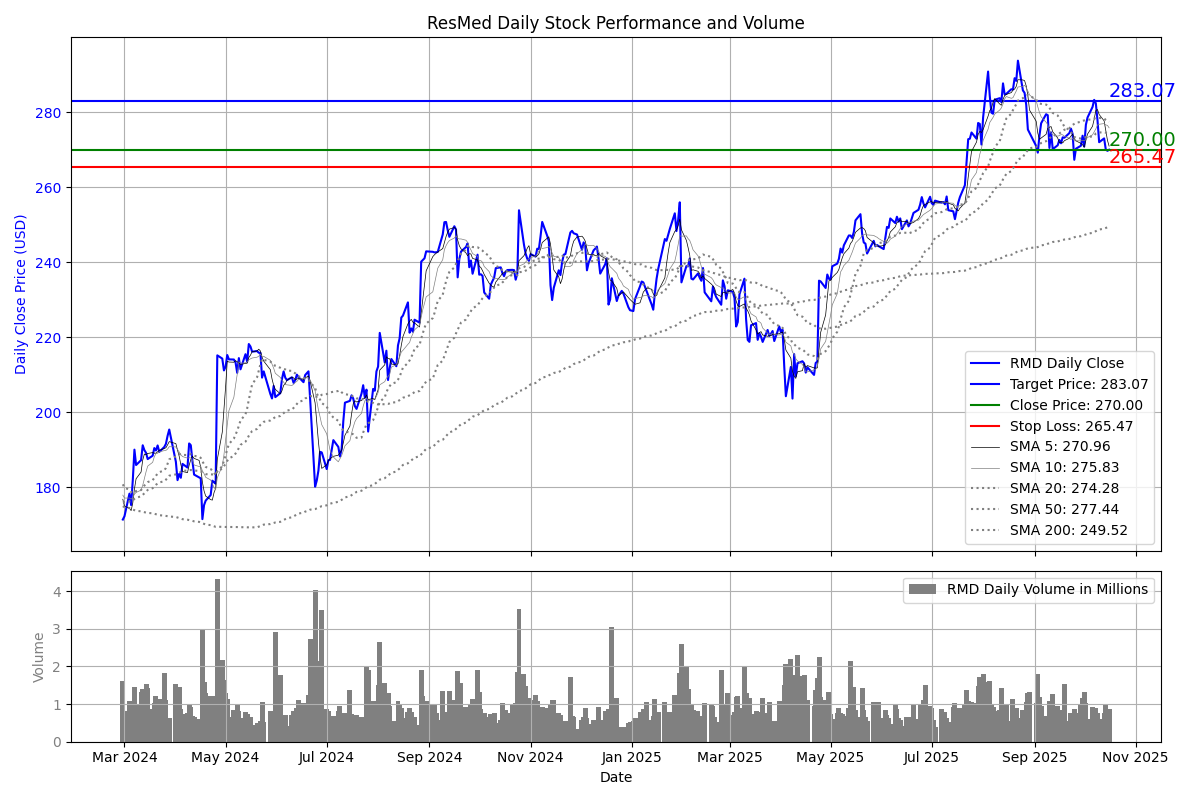 ResMed Daily Stock Performance and Volume
Daily Close Price (USD)
280
260
240
220
200
180
283.07
270.00
265.47
RMD Daily Close
Target Price: 283.07
Close Price: 270.00
Stop Loss: 265.47
SMA 5: 270.96
SMA 10: 275.83
SMA 20: 274.28
SMA 50: 277.44
SMA 200: 249.52
Volume
4
3
2
1
0
RMD Daily Volume in Millions
Mar 2024 May 2024 Jul 2024 Sep 2024 Nov 2024 Jan 2025 Mar 2025 May 2025 Jul 2025 Sep 2025 Nov 2025
Date